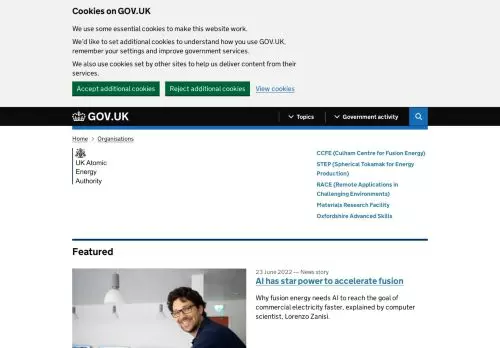 Cookies on GOV.UK
We use some essential cookies to make this website work.
We'd like to set additional cookies to understand how you use GOV.UK,
remember your settings and improve government services.
We also use cookies set by other sites to help us deliver content from their
services.
Accept additional cookies
Reject additional cookies
View cookies
GOV.UK
Topics
Government activity
Home
Organisations
UK Atomic
Energy
Authority
CCFE (Culham Centre for Fusion Energy)
STEP (Spherical Tokamak for Energy
Production)
RACE (Remote Applications in
Challenging Environments)
Materials Research Facility
Oxfordshire Advanced Skills
Featured
23 June 2022 — News story
AI has star power to accelerate fusion
Why fusion energy needs AI to reach the goal of
commercial electricity faster, explained by computer
scientist, Lorenzo Zanisi.